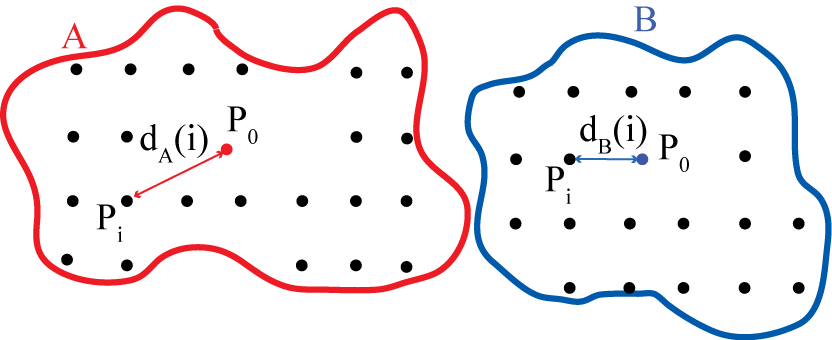 A
B
d_A(i)
P_0
P_i
d_B(i)
P_0
P_i